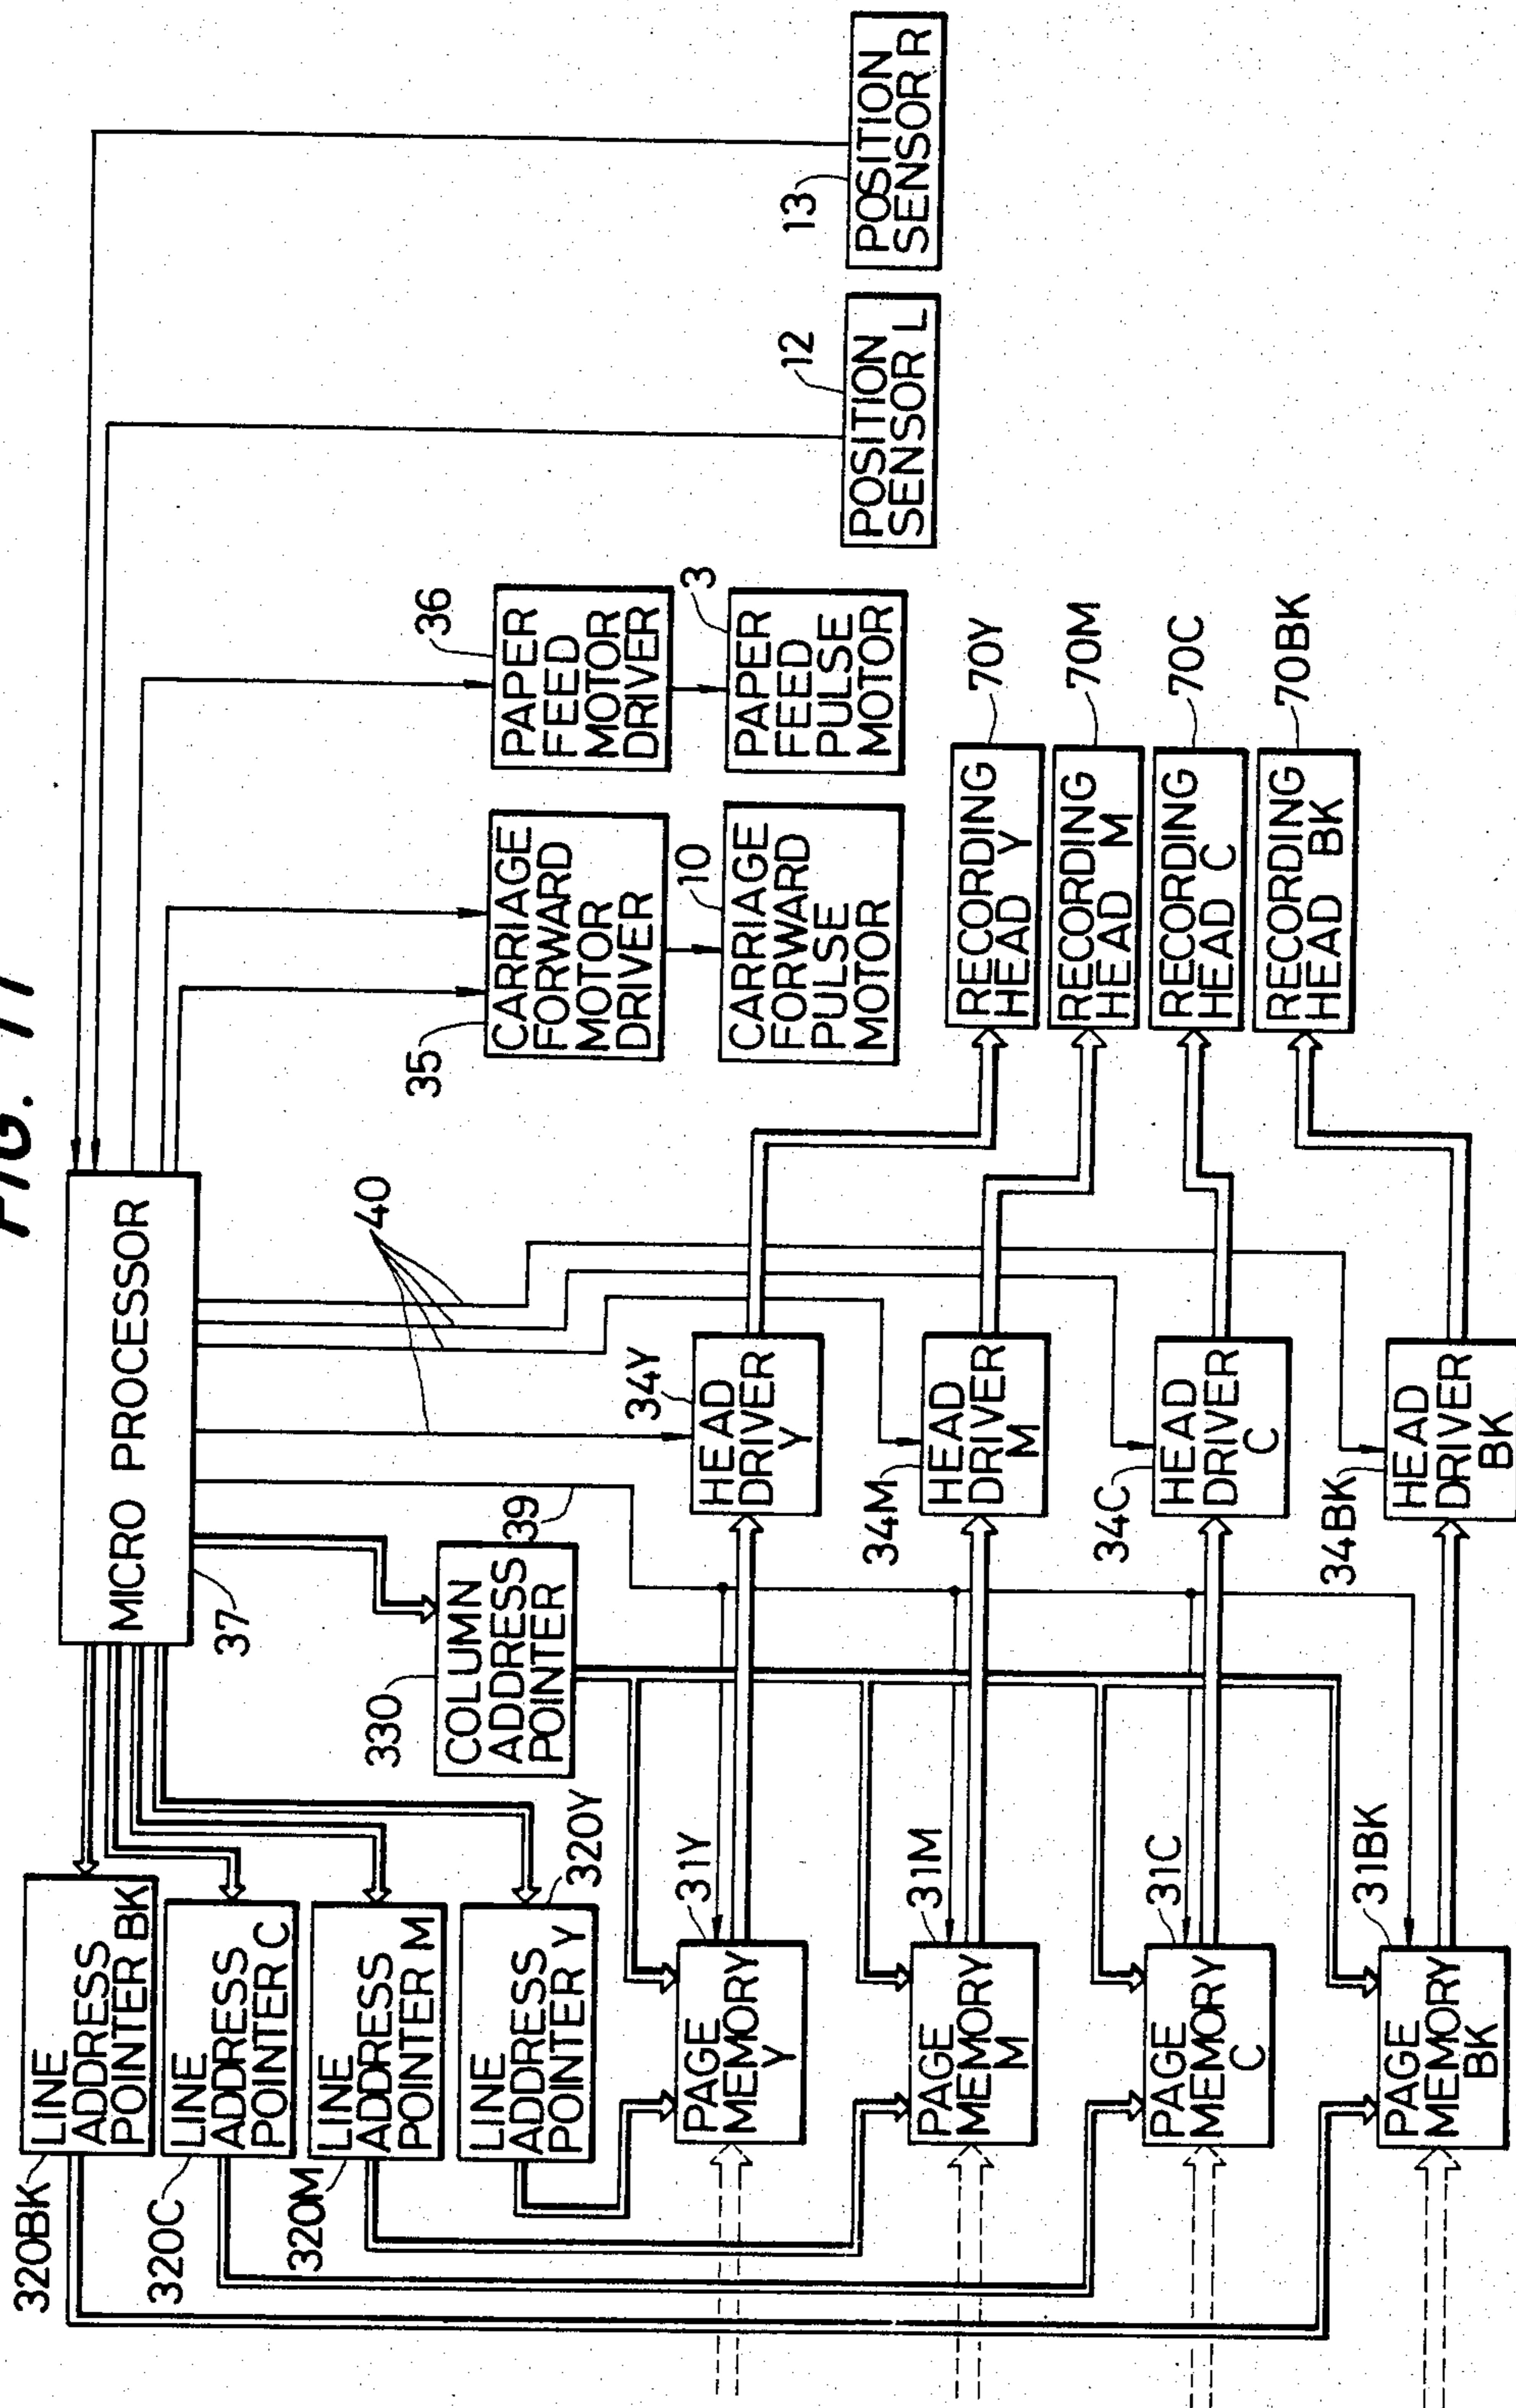 FIG. 11
MICRO PROCESSOR
37
40
39
LINE
ADDRESS
POINTER BK
320BK
LINE
ADDRESS
POINTER C
320C
LINE
ADDRESS
POINTER M
320M
LINE
ADDRESS
POINTER Y
320Y
COLUMN
ADDRESS
POINTER
330
CARRIAGE
FORWARD
MOTOR
DRIVER
35
CARRIAGE
FORWARD
PULSE
MOTOR
10
PAPER
FEED
MOTOR
DRIVER
36
PAPER
FEED
PULSE
MOTOR
3
POSITION
SENSOR L
12
POSITION
SENSOR R
13
PAGE
MEMORY
Y
31Y
HEAD
DRIVER
Y
34Y
RECORDING
HEAD Y
70Y
PAGE
MEMORY
M
31M
HEAD
DRIVER
M
34M
RECORDING
HEAD M
70M
PAGE
MEMORY
C
31C
HEAD
DRIVER
C
34C
RECORDING
HEAD C
70C
PAGE
MEMORY
BK
31BK
HEAD
DRIVER
BK
34BK
RECORDING
HEAD BK
70BK